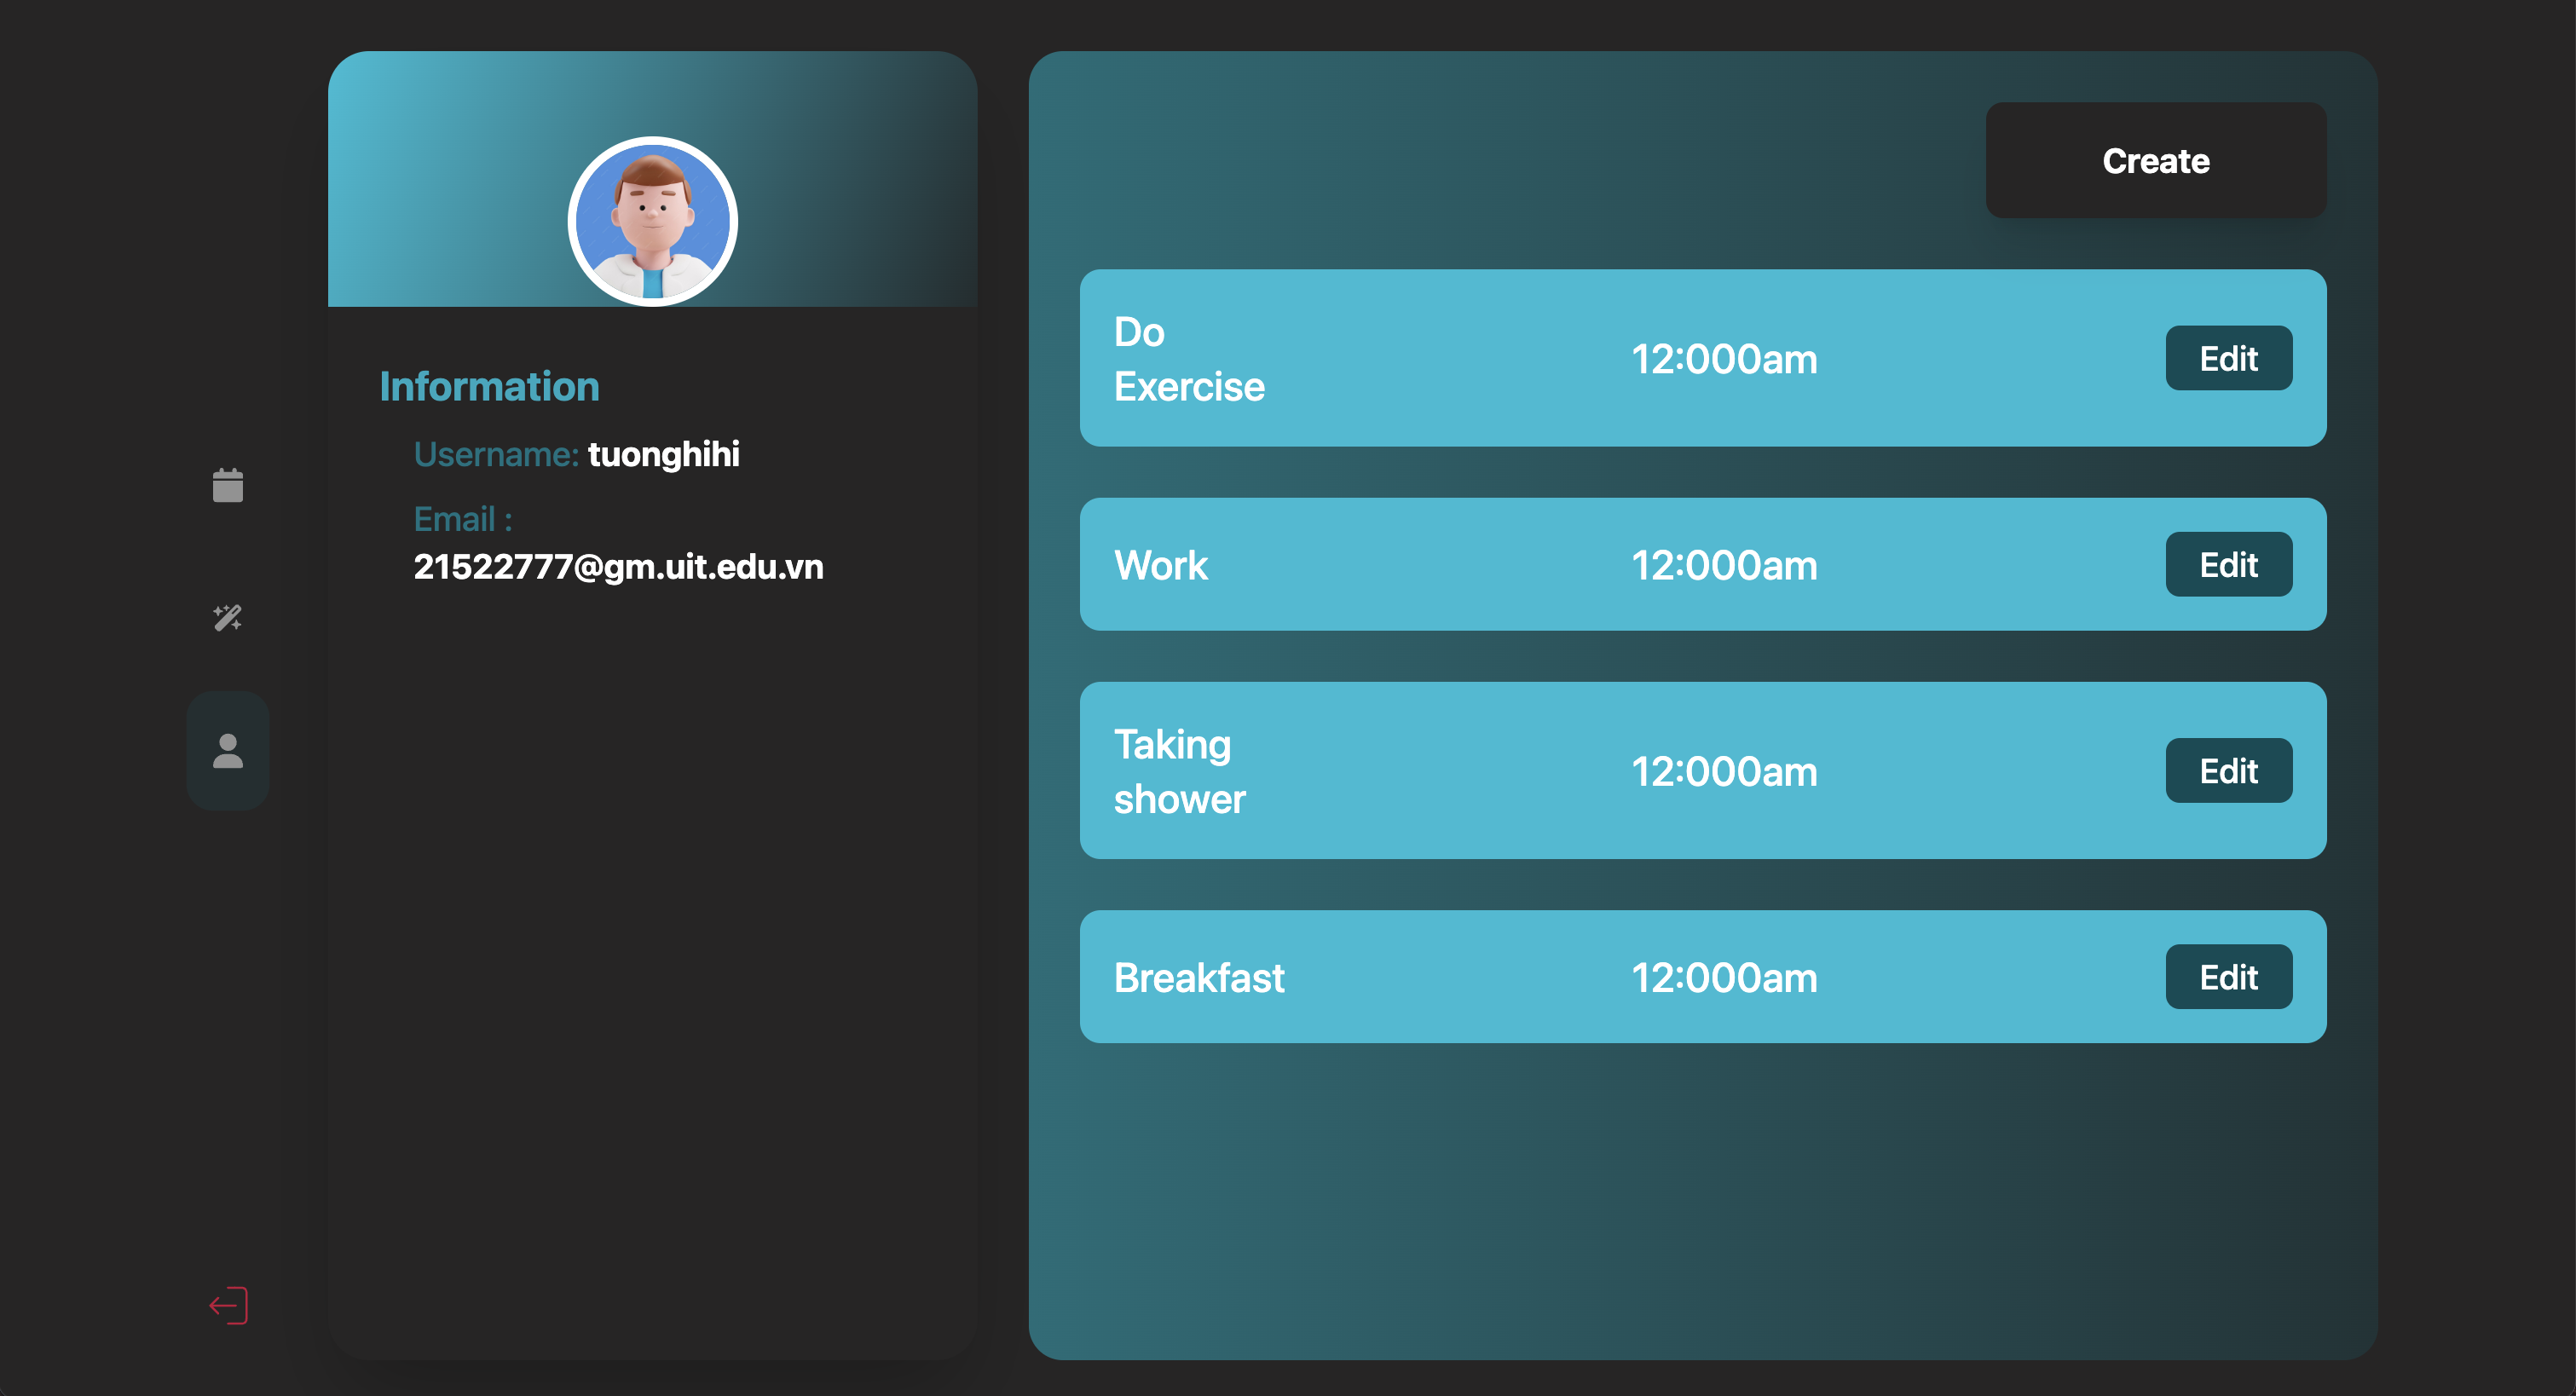 Information
Username: tuonghihi
Email :
21522777@gm.uit.edu.vn
Create
Do
Exercise
12:000am
Edit
Work
12:000am
Edit
Taking
shower
12:000am
Edit
Breakfast
12:000am
Edit